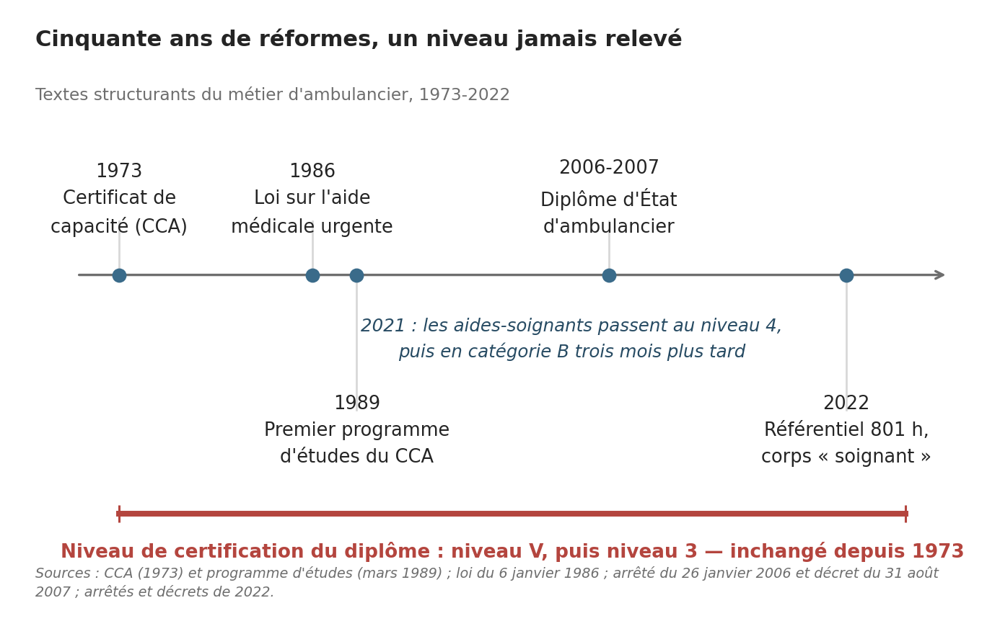 Cinquante ans de réformes, un niveau jamais relevé
Textes structurants du métier d'ambulancier, 1973-2022
1973
Certificat de
capacité (CCA)
1986
Loi sur l'aide
médicale urgente
2006-2007
Diplôme d'État
d'ambulancier
2021 : les aides-soignants passent au niveau 4,
puis en catégorie B trois mois plus tard
1989
Premier programme
d'études du CCA
2022
Référentiel 801 h,
corps « soignant »
Niveau de certification du diplôme : niveau V, puis niveau 3 — inchangé depuis 1973
Sources : CCA (1973) et programme d'études (mars 1989) ; loi du 6 janvier 1986 ; arrêté du 26 janvier 2006 et décret du 31 août
2007 ; arrêtés et décrets de 2022.